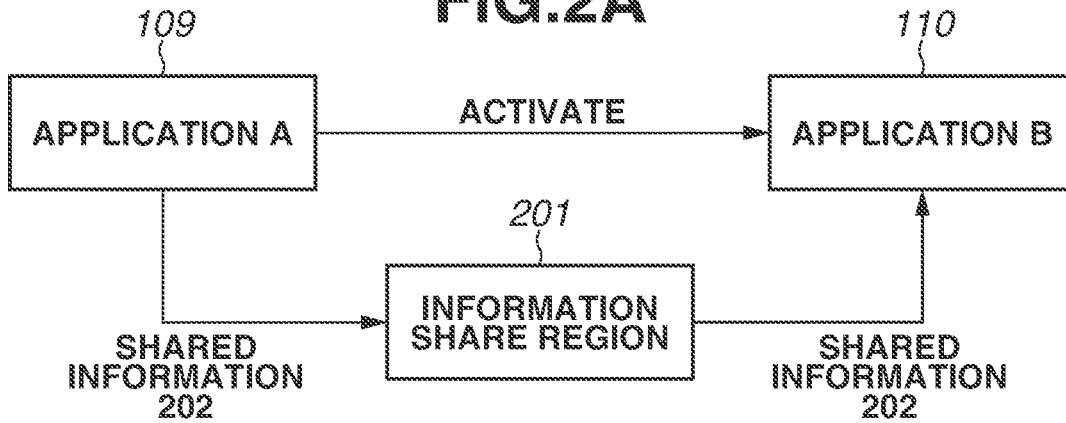 FIG.2A
109
110
APPLICATION A
ACTIVATE
APPLICATION B
201
INFORMATION
SHARE REGION
SHARED
INFORMATION
202
SHARED
INFORMATION
202